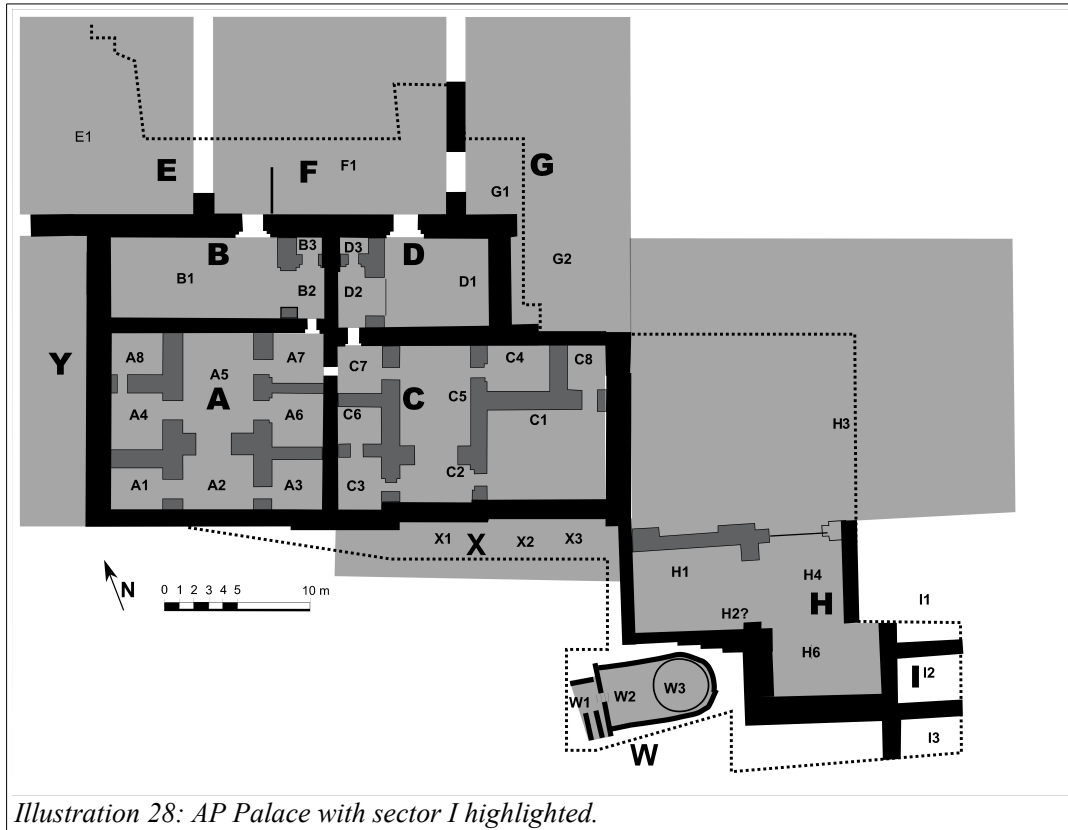 E1
E
F
F1
G
G1
G2
B
B3
D3
D
B1
B2
D2
D1
Y
A8
A5
A7
A
A4
A6
A1
A2
A3
C7
C4
C8
C5
C
C6
C1
C2
C3
H3
X1
X
X2
X3
N
0 1 2 3 4 5 10 m
H1
H4
H
H2?
H6
I1
I2
I
I3
W1
W2
W3
W
Illustration 28: AP Palace with sector I highlighted.